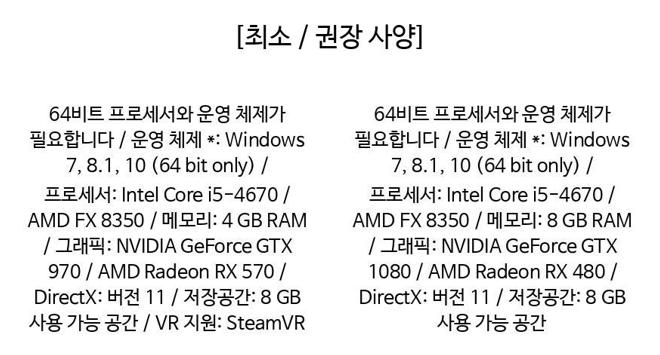 [최소 / 권장 사양]
64비트 프로세서와 운영 체제가
필요합니다 / 운영 체제 *: Windows
7, 8.1, 10 (64 bit only) /
프로세서: Intel Core i5-4670 /
AMD FX 8350 / 메모리: 4 GB RAM
/ 그래픽: NVIDIA GeForce GTX
970 / AMD Radeon RX 570 /
DirectX: 버전 11 / 저장공간: 8 GB
사용 가능 공간 / VR 지원: SteamVR
64비트 프로세서와 운영 체제가
필요합니다 / 운영 체제 *: Windows
7, 8.1, 10 (64 bit only) /
프로세서: Intel Core i5-4670 /
AMD FX 8350 / 메모리: 8 GB RAM
/ 그래픽: NVIDIA GeForce GTX
1080 / AMD Radeon RX 480 /
DirectX: 버전 11 / 저장공간: 8 GB
사용 가능 공간